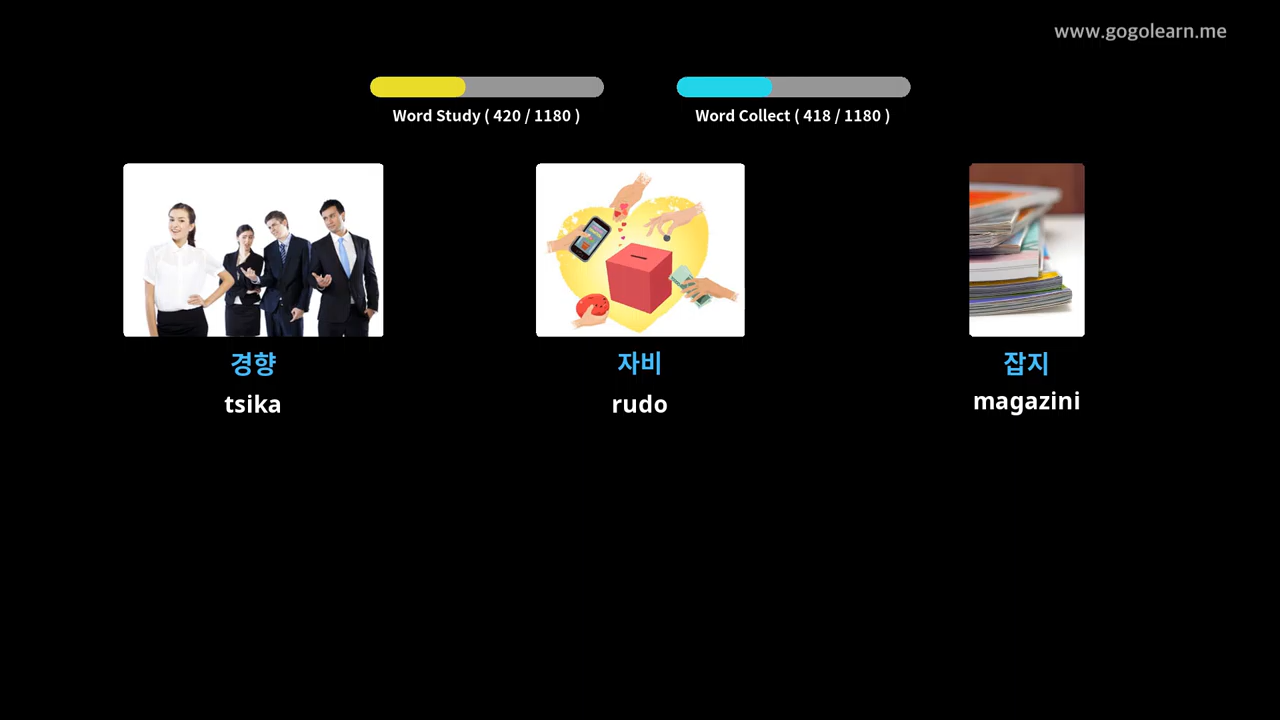 www.gogolearn.me
Word Study ( 420 / 1180 )
Word Collect ( 418 / 1180 )
경향
자비
잡지
tsika
rudo
magazini